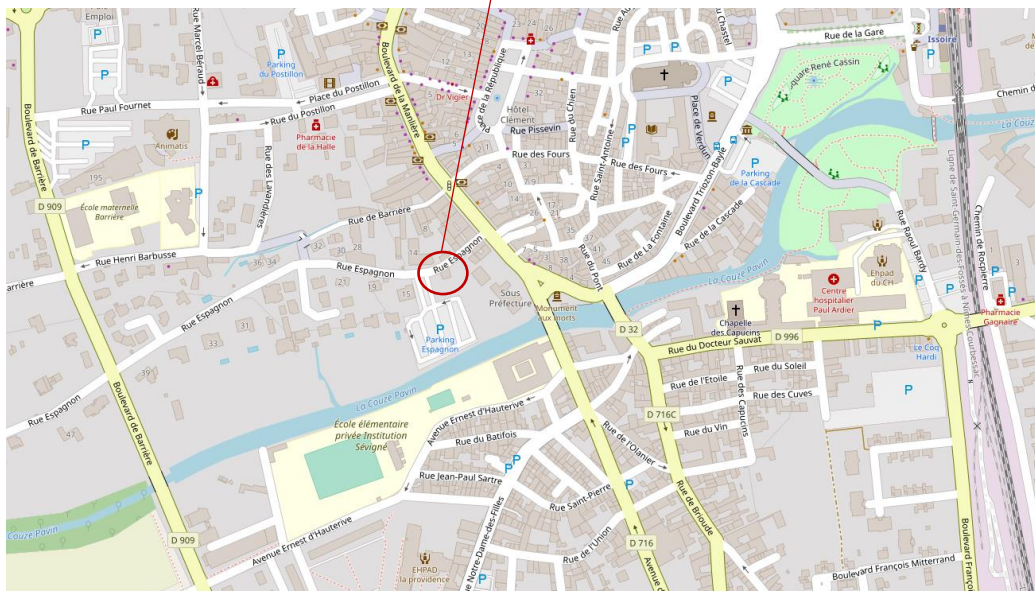 Emploi
Rue Marcel Béraud
Parking
du Postillon
Boulevard de la Manlière
Place de la République
Dr Vigier
Hôtel
Clément
Rue du Chien
du Chastel
Rue de la Gare
Issoire
Square René Cassin
Chemin d
La Couze
Rue Paul Fournet
Place du Postillon
Rue du Postillon
Pharmacie
de la Halle
Animatis
195
École maternelle
Barrière
Boulevard de Barrière
D 909
Rue des Lavandières
Rue Pissevin
Rue des Fours
Rue des Fours
Rue Saint-Antoine
Place de Verdun
Parking
de la Cascade
Boulevard Triozon-Bayle
Rue de la Cascade
Rue de La Fontaine
Rue du Port
Rue de Barrière
Rue Henri Barbusse
arrière
Rue Espagnon
Rue Espagnon
Rue Espagnon
Rue Espagnon
Parking
Espagnon
Sous
Préfecture
Monument
aux morts
D 32
Chapelle
des Capucins
Centre
hospitalier
Paul Ardier
Ehpad
du CH
Rue Raoul Bardy
Ligne de Saint-Germain-des-Fossés à Nîmes-Courbessac
Chemin de Rocpierre
Pharmacie
Gagnaire
Rue du Docteur Sauvat
D 996
Le Coq
Hardi
La Couze Pavin
La Couze Pavin
École élémentaire
privée Institution
Sévigné
Avenue Ernest d'Hauterive
Rue du Batifois
Rue Jean-Paul Sartre
Rue Saint-Pierre
Rue de l'Olanier
Rue de l'Etoile
Rue du Soleil
Rue des Cuves
Rue des Capucins
D 716C
Rue du Vin
Rue de Brioude
Boulevard de Barrière
D 909
Couze Pavin
Avenue Ernest d'Hauterive
EHPAD
la providence
Rue Notre-Dame-des-Filles
Rue de l'Union
D 716
Avenue d
Boulevard François Mitterrand
Boulevard François